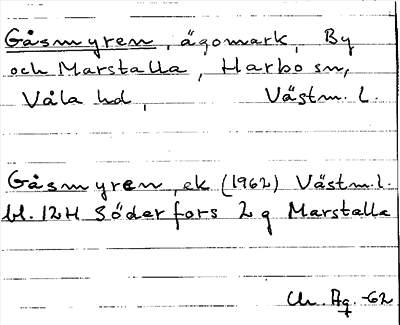 Gåsmyren, ägomark, By
och Marstalla, Harbo sn,
Våla hd, Västm. l.
Gåsmyren, ek (1962) Västm.l.
bl. 12H Söderfors 2 g Marstalla
Ch. Ag. -62